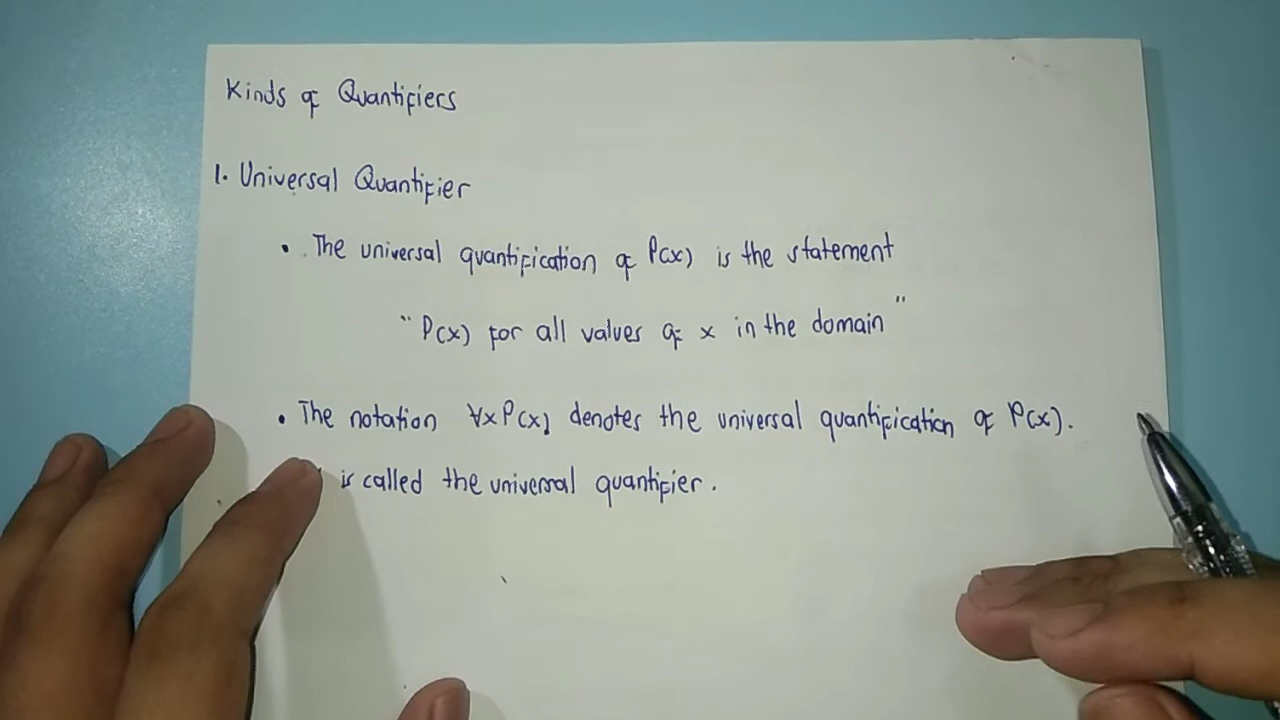 Kinds of Quantifiers
1. Universal Quantifier
• The universal quantification of P(x) is the statement
" P(x) for all values of x in the domain "
• The notation ∀xP(x) denotes the universal quantification of P(x).
is called the universal quantifier.